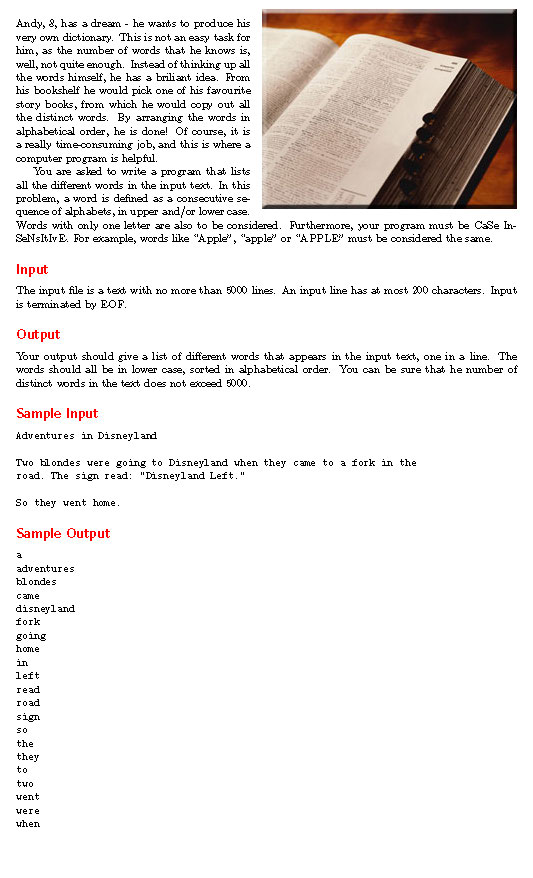 Andy, 8, has a dream - he wants to produce his
very own dictionary. This is not an easy task for
him, as the number of words that he knows is,
well, not quite enough. Instead of thinking up all
the words himself, he has a briliant idea. From
his bookshelf he would pick one of his favourite
story books, from which he would copy out all
the distinct words. By arranging the words in
alphabetical order, he is done! Of course, it is
a really time-consuming job, and this is where a
computer program is helpful.
You are asked to write a program that lists
all the different words in the input text. In this
problem, a word is defined as a consecutive se-
quence of alphabets, in upper and/or lower case.
Words with only one letter are also to be considered. Furthermore, your program must be CaSe In-
SeNsItIvE. For example, words like “Apple”, “apple” or “APPLE” must be considered the same.
Input
The input file is a text with no more than 5000 lines. An input line has at most 200 characters. Input
is terminated by EOF.
Output
Your output should give a list of different words that appears in the input text, one in a line. The
words should all be in lower case, sorted in alphabetical order. You can be sure that he number of
distinct words in the text does not exceed 5000.
Sample Input
Adventures in Disneyland
Two blondes were going to Disneyland when they came to a fork in the
road. The sign read: "Disneyland Left."
So they went home.
Sample Output
a
adventures
blondes
came
disneyland
fork
going
home
in
left
read
road
sign
so
the
they
to
two
went
were
when